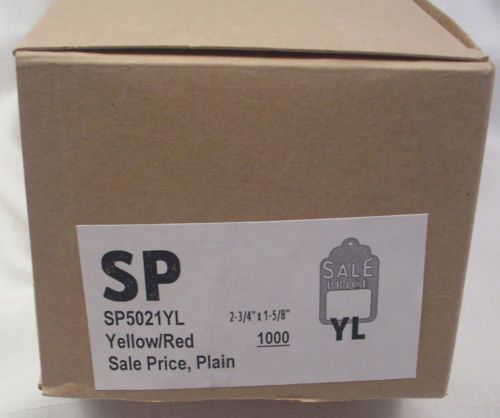 SP
SP5021YL 2-3/4" x 1-5/8"
Yellow/Red 1000
Sale Price, Plain
SALE
PRICE
YL